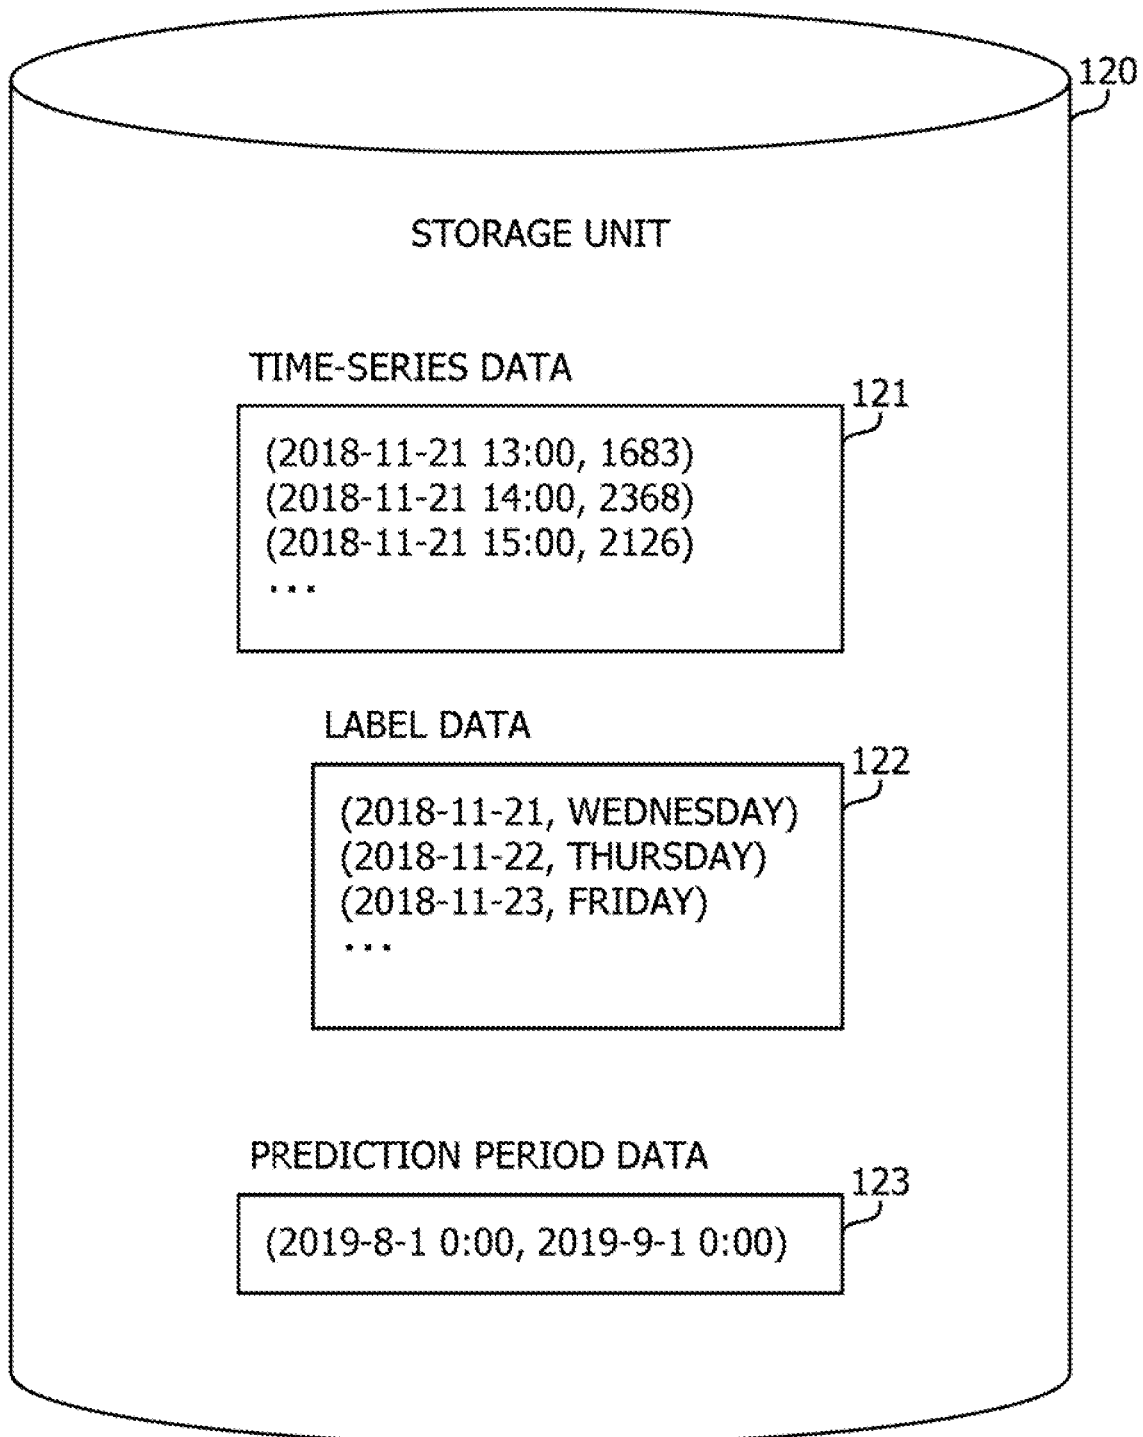 120
STORAGE UNIT
TIME-SERIES DATA
121
(2018-11-21 13:00, 1683)
(2018-11-21 14:00, 2368)
(2018-11-21 15:00, 2126)
...
LABEL DATA
122
(2018-11-21, WEDNESDAY)
(2018-11-22, THURSDAY)
(2018-11-23, FRIDAY)
...
PREDICTION PERIOD DATA
123
(2019-8-1 0:00, 2019-9-1 0:00)